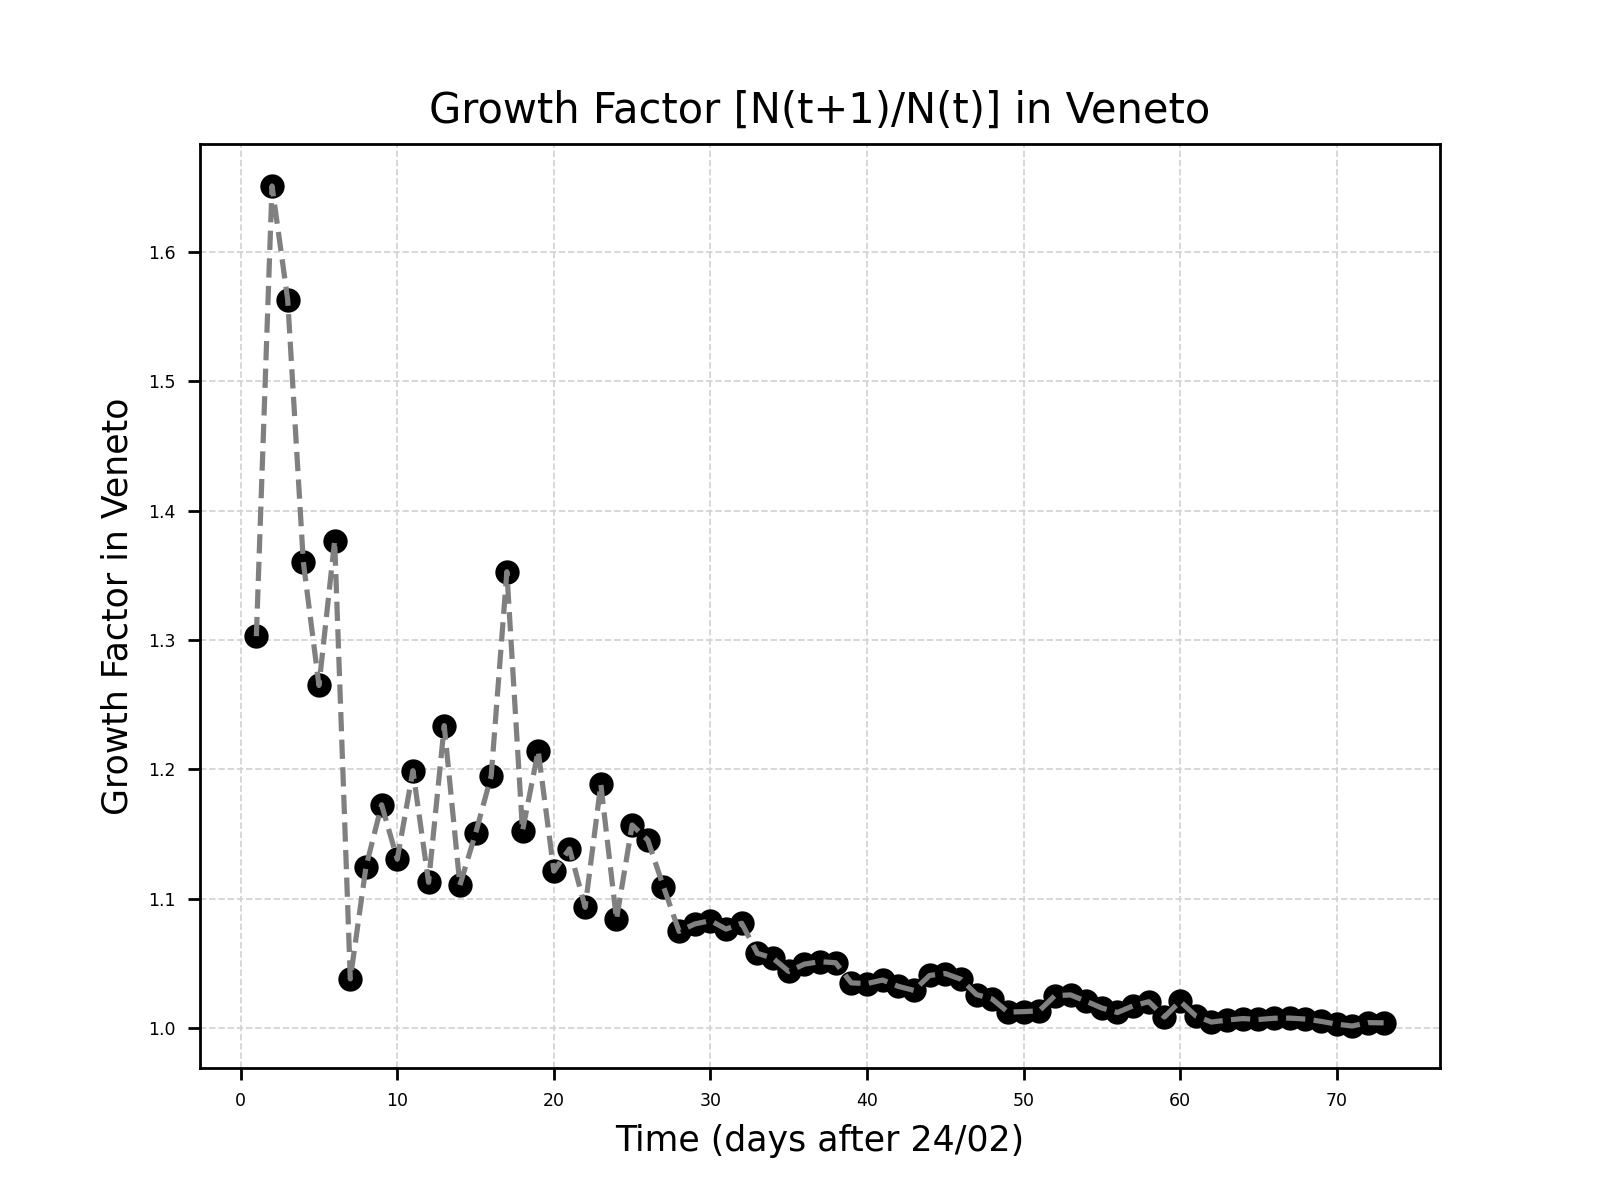 Growth Factor [N(t+1)/N(t)] in Veneto
Growth Factor in Veneto
1.6
1.5
1.4
1.3
1.2
1.1
1.0
0 10 20 30 40 50 60 70
Time (days after 24/02)